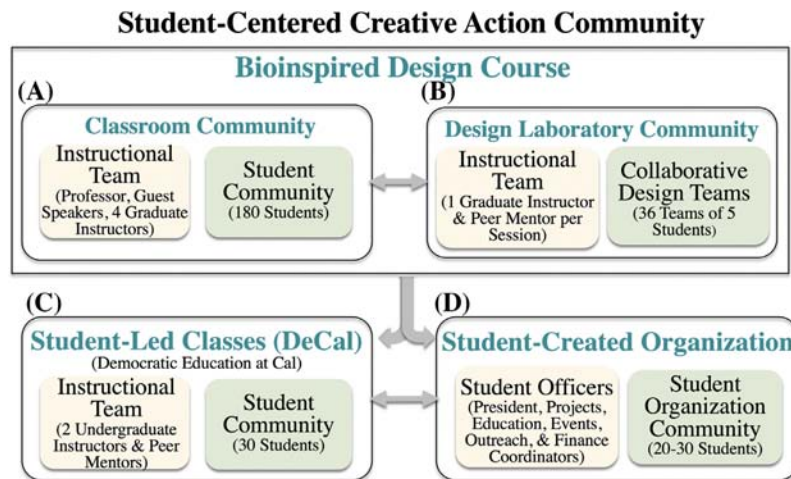 Student-Centered Creative Action Community
Bioinspired Design Course
(A)
Classroom Community
Instructional
Team
(Professor, Guest
Speakers, 4 Graduate
Instructors)
Student
Community
(180 Students)
(B)
Design Laboratory Community
Instructional
Team
(1 Graduate Instructor
& Peer Mentor per
Session)
Collaborative
Design Teams
(36 Teams of 5
Students)
(C)
Student-Led Classes (DeCal)
(Democratic Education at Cal)
Instructional
Team
(2 Undergraduate
Instructors & Peer
Mentors)
Student
Community
(30 Students)
(D)
Student-Created Organization
Student Officers
(President, Projects,
Education, Events,
Outreach, & Finance
Coordinators)
Student
Organization
Community
(20-30 Students)